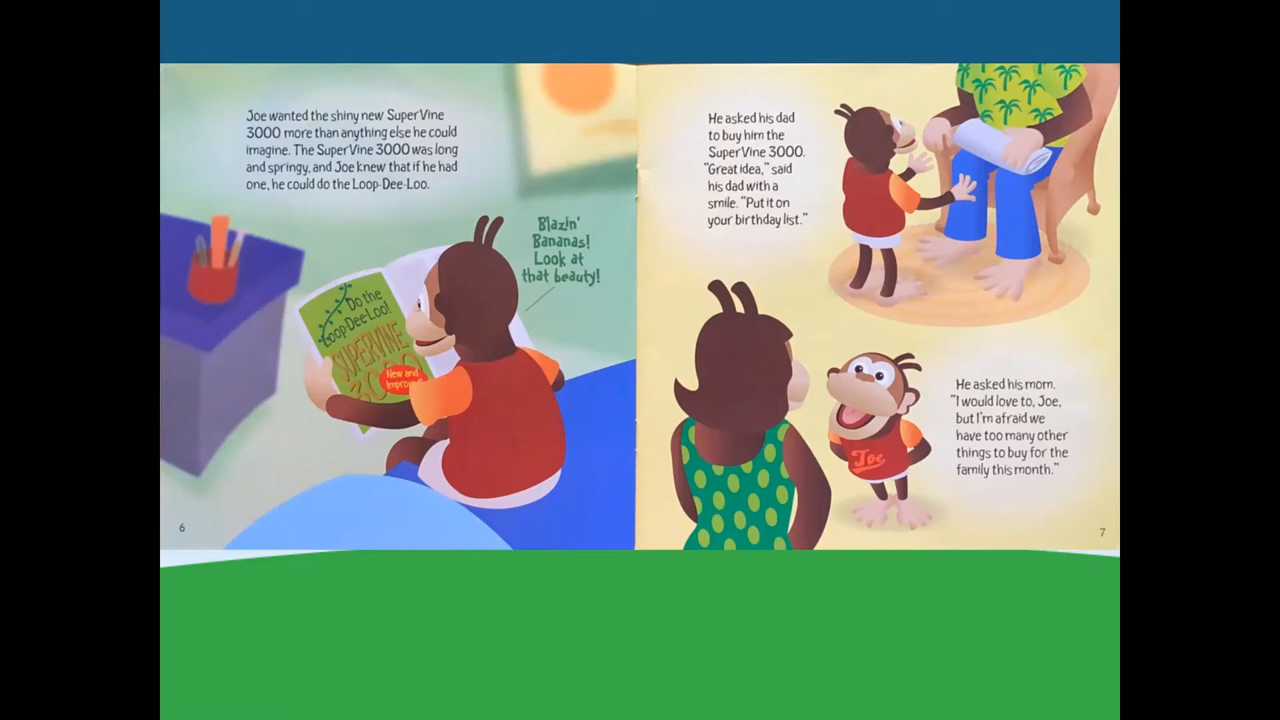 Joe wanted the shiny new SuperVine
3000 more than anything else he could
imagine. The SuperVine 3000 was long
and springy, and Joe knew that if he had
one, he could do the Loop-Dee-Loo.
Blazin'
Bananas!
Look at
that beauty!
Do the
Loop Dee Loo!
SUPERVINE
New and
6
He asked his dad
to buy him the
SuperVine 3000.
"Great idea," said
his dad with a
smile. "Put it on
your birthday list."
He asked his mom.
"I would love to, Joe,
but I'm afraid we
have too many other
things to buy for the
family this month."
Joe
7